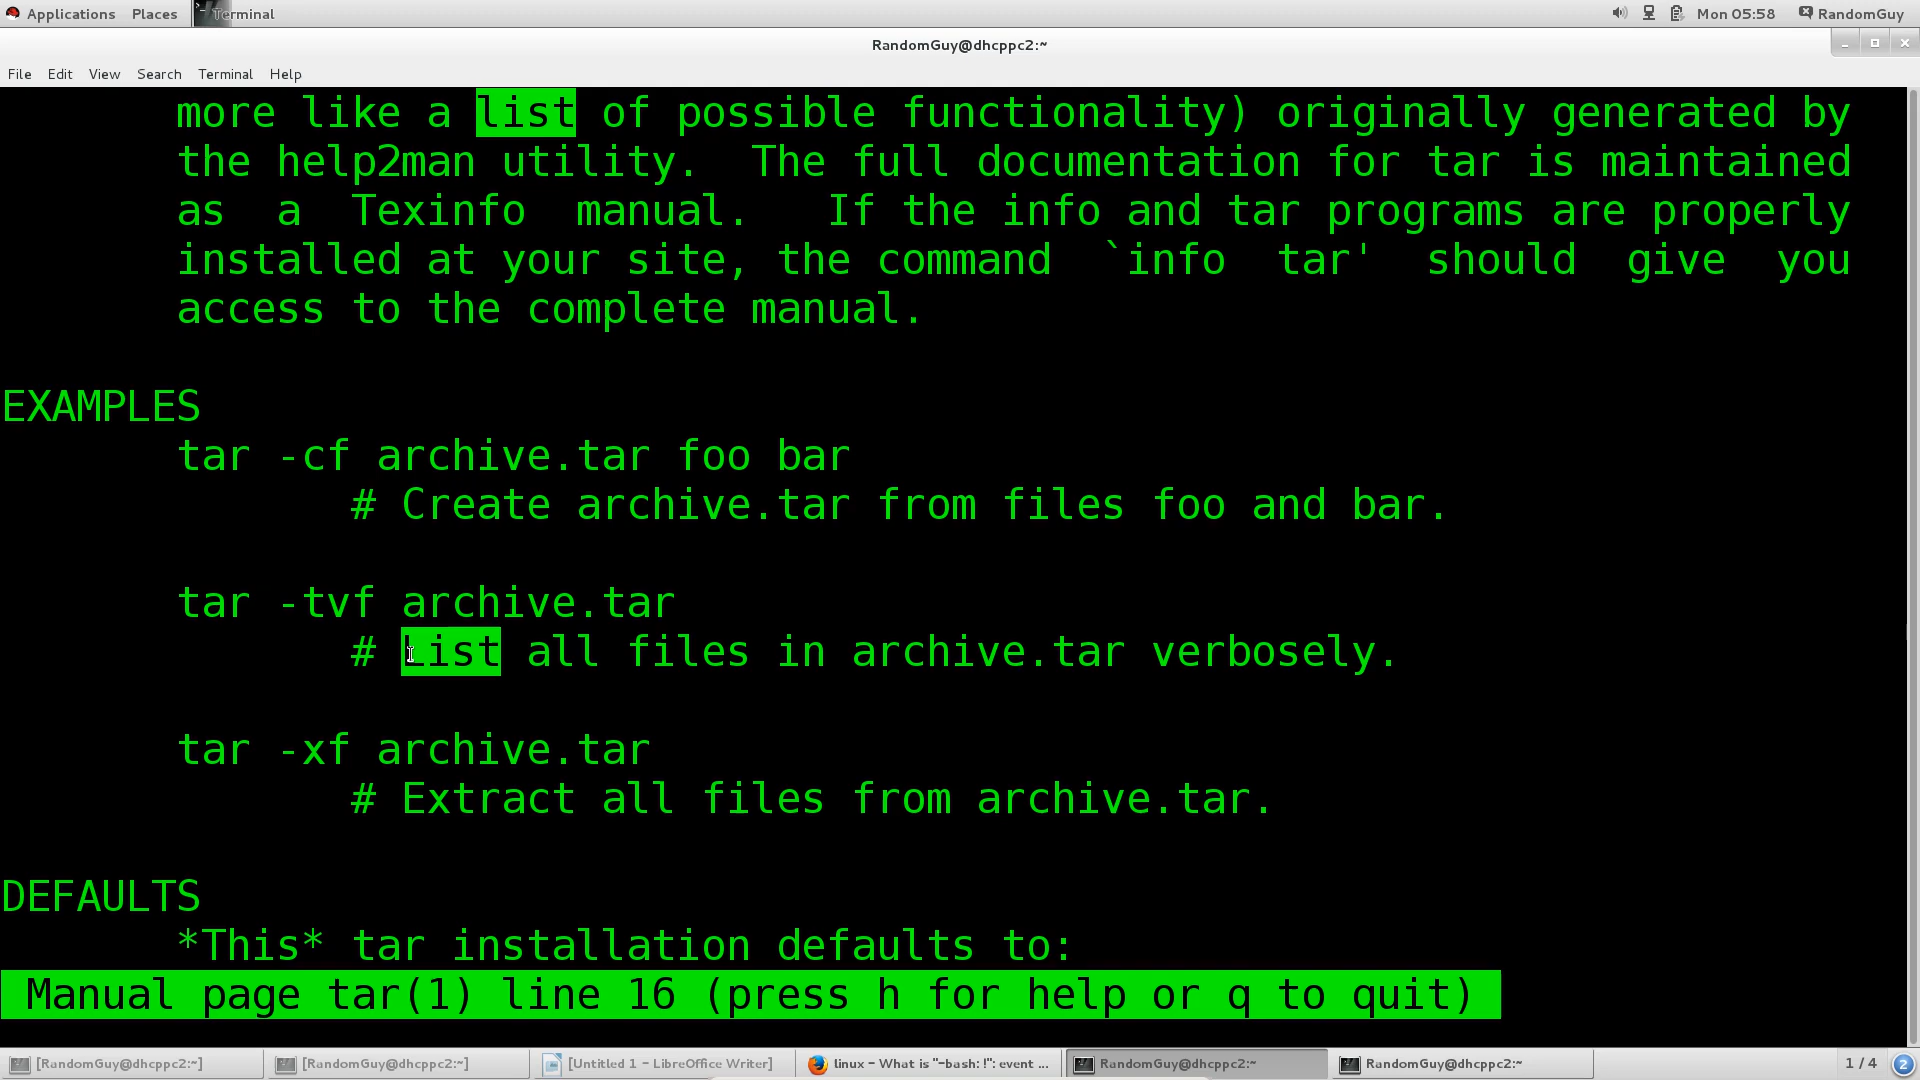 Applications Places Terminal Mon 05:58 RandomGuy
RandomGuy@dhcppc2:~
File Edit View Search Terminal Help
more like a list of possible functionality) originally generated by
the help2man utility.  The full documentation for tar is maintained
as  a  Texinfo  manual.   If the info and tar programs are properly
installed at your site, the command  `info  tar'  should  give  you
access to the complete manual.
EXAMPLES
tar -cf archive.tar foo bar
# Create archive.tar from files foo and bar.
tar -tvf archive.tar
# List all files in archive.tar verbosely.
tar -xf archive.tar
# Extract all files from archive.tar.
DEFAULTS
*This* tar installation defaults to:
Manual page tar(1) line 16 (press h for help or q to quit)
[RandomGuy@dhcppc2:~] [RandomGuy@dhcppc2:~] [Untitled 1 - LibreOffice Writer] linux - What is "-bash: !": event ... RandomGuy@dhcppc2:~ RandomGuy@dhcppc2:~ 1 / 4 2